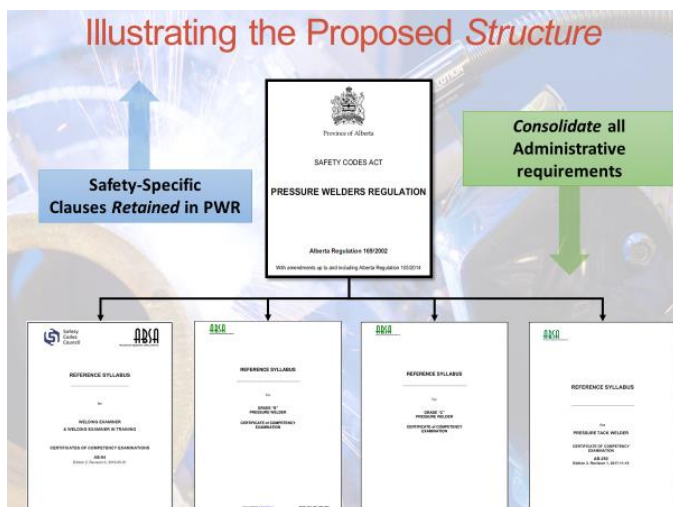 Illustrating the Proposed Structure
Province of Alberta
SAFETY CODES ACT
PRESSURE WELDERS REGULATION
Alberta Regulation 169/2002
With amendments up to and including Alberta Regulation
Safety-Specific
Clauses Retained in PWR
Consolidate all
Administrative
requirements
Safety
Codes
Council
ABSA
REFERENCE SYLLABUS
for
WELDING EXAMINER
& WELDING EXAMINER IN TRAINING
CERTIFICATES OF COMPETENCY EXAMINATIONS
ABSA
REFERENCE SYLLABUS
GRADE "B"
PRESSURE WELDER
CERTIFICATE of COMPETENCY
EXAMINATION
ABSA
REFERENCE SYLLABUS
GRADE "C"
PRESSURE WELDER
CERTIFICATE of COMPETENCY
EXAMINATION
ABSA
REFERENCE SYLLABUS
PRESSURE TACK WELDER
CERTIFICATE OF COMPETENCY
EXAMINATION